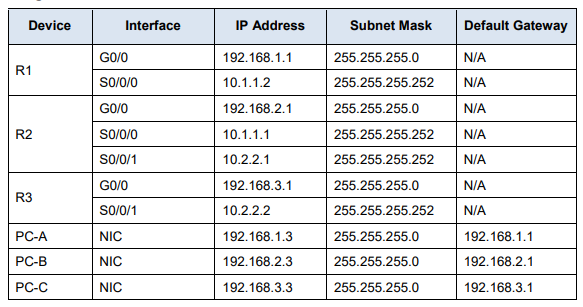 Device Interface IP Address Subnet Mask Default Gateway
R1 G0/0 192.168.1.1 255.255.255.0 N/A
S0/0/0 10.1.1.2 255.255.255.252 N/A
R2 G0/0 192.168.2.1 255.255.255.0 N/A
S0/0/0 10.1.1.1 255.255.255.252 N/A
S0/0/1 10.2.2.1 255.255.255.252 N/A
R3 G0/0 192.168.3.1 255.255.255.0 N/A
S0/0/1 10.2.2.2 255.255.255.252 N/A
PC-A NIC 192.168.1.3 255.255.255.0 192.168.1.1
PC-B NIC 192.168.2.3 255.255.255.0 192.168.2.1
PC-C NIC 192.168.3.3 255.255.255.0 192.168.3.1